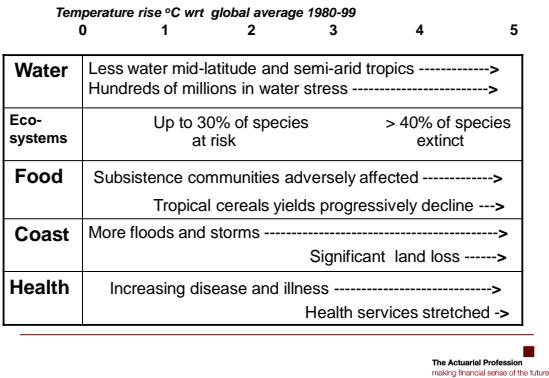 Temperature rise ºC wrt  global average 1980-99
0 1 2 3 4 5
Water
Less water mid-latitude and semi-arid tropics ------------->
Hundreds of millions in water stress ------------------------>
Eco-
systems
Up to 30% of species > 40% of species
at risk extinct
Food
Subsistence communities adversely affected ------------->
Tropical cereals yields progressively decline --->
Coast
More floods and storms ------------------------------------------>
Significant  land loss ------>
Health
Increasing disease and illness ---------------------------->
Health services stretched ->
The Actuarial Profession
making financial sense of the future